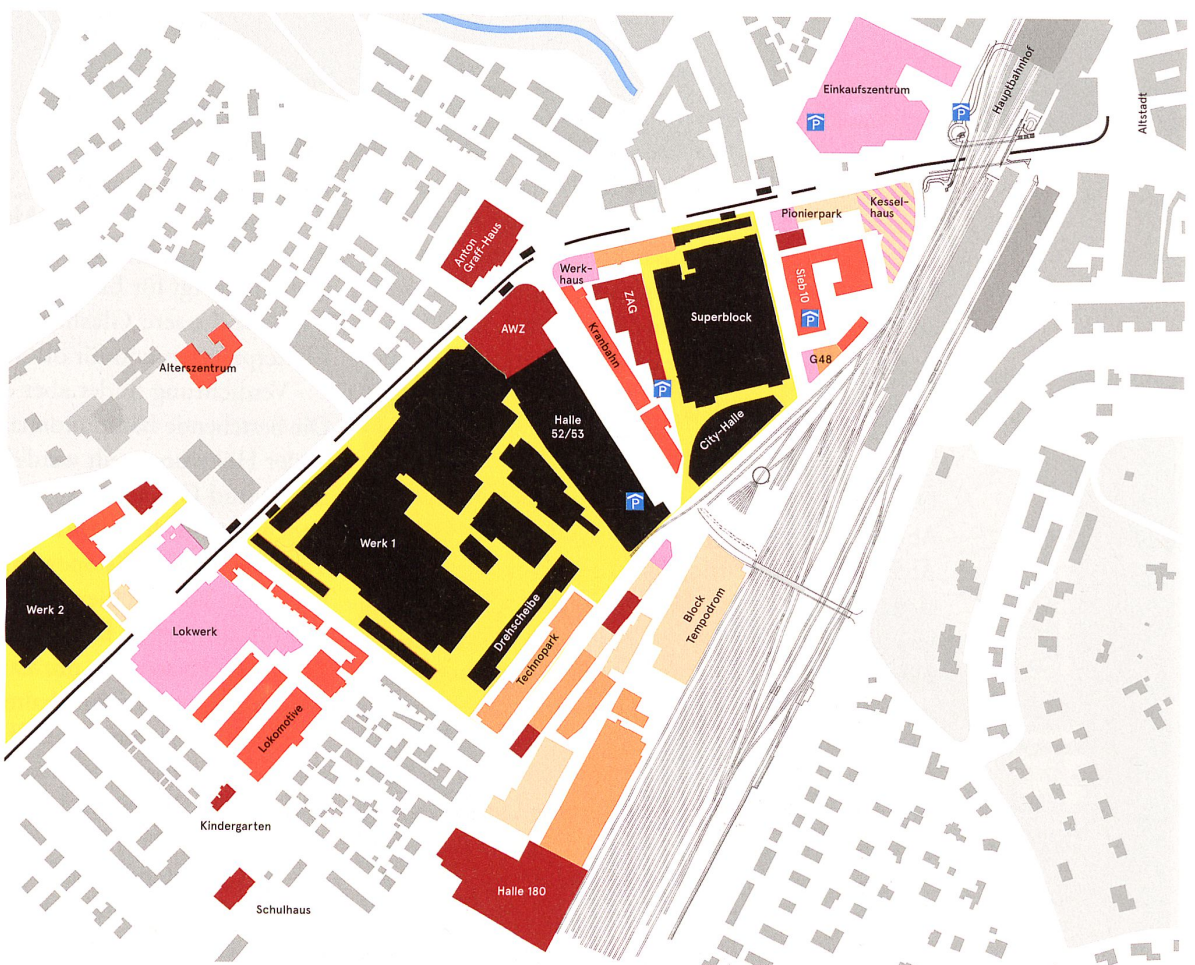 Hauptbahnhof
Einkaufszentrum
P
P
Altstadt
Pionierpark
Kessel-
haus
Anton
Graff-Haus
Werk-
haus
ZAG
Sieb10
P
Superblock
AWZ
Kranbahn
G48
Alterszentrum
P
City-Halle
Halle
52/53
P
Werk 1
Werk 2
Drehscheibe
Block
Tempodrom
Lokwerk
Technopark
Lokomotive
Kindergarten
Halle 180
Schulhaus